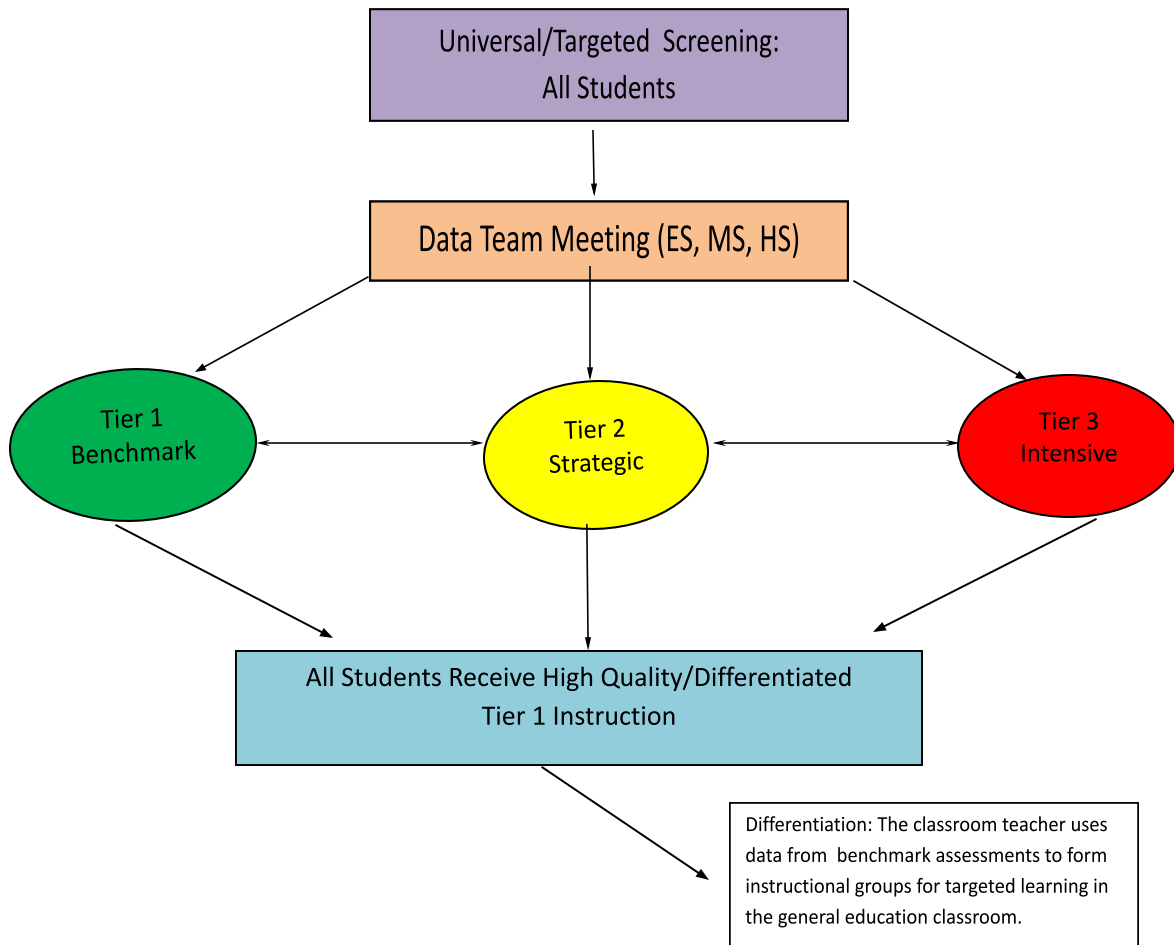 Universal/Targeted Screening:
All Students
Data Team Meeting (ES, MS, HS)
Tier 1
Benchmark
Tier 2
Strategic
Tier 3
Intensive
All Students Receive High Quality/Differentiated
Tier 1 Instruction
Differentiation: The classroom teacher uses
data from benchmark assessments to form
instructional groups for targeted learning in
the general education classroom.